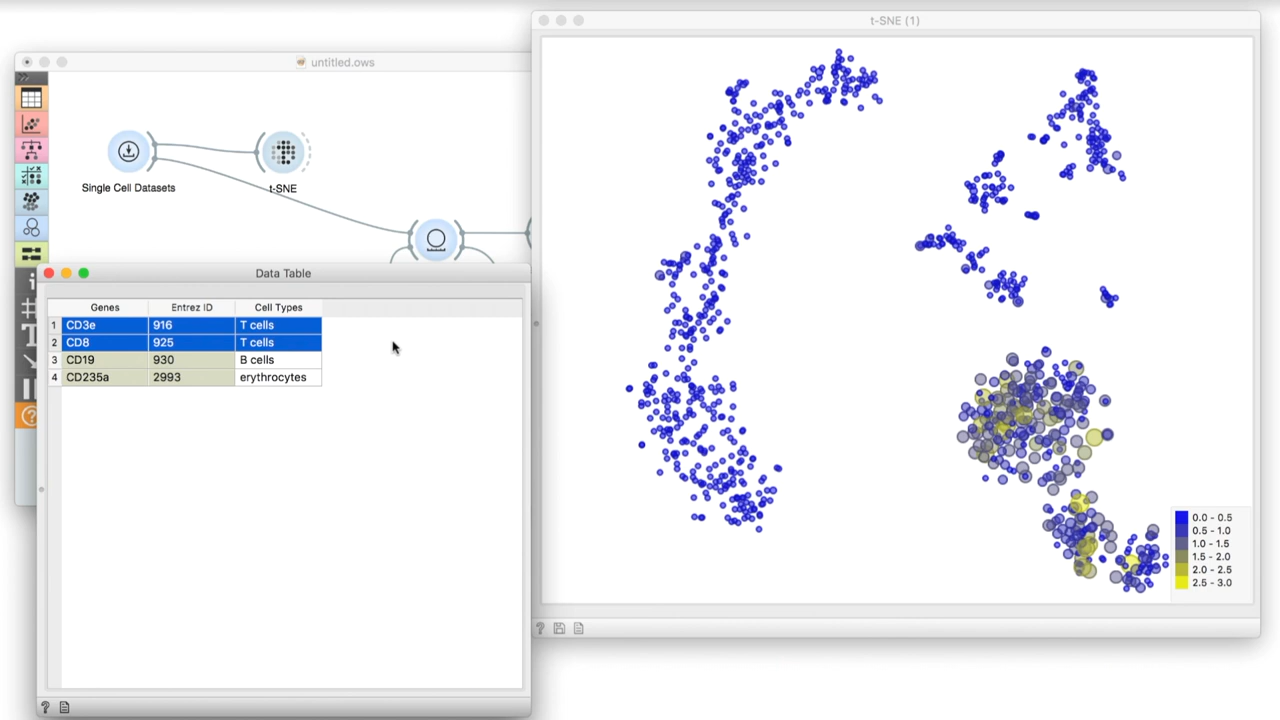 t-SNE (1)
untitled.ows
Single Cell Datasets
t-SNE
Data Table
Genes Entrez ID Cell Types
1 CD3e 916 T cells
2 CD8 925 T cells
3 CD19 930 B cells
4 CD235a 2993 erythrocytes
0.0 - 0.5
0.5 - 1.0
1.0 - 1.5
1.5 - 2.0
2.0 - 2.5
2.5 - 3.0